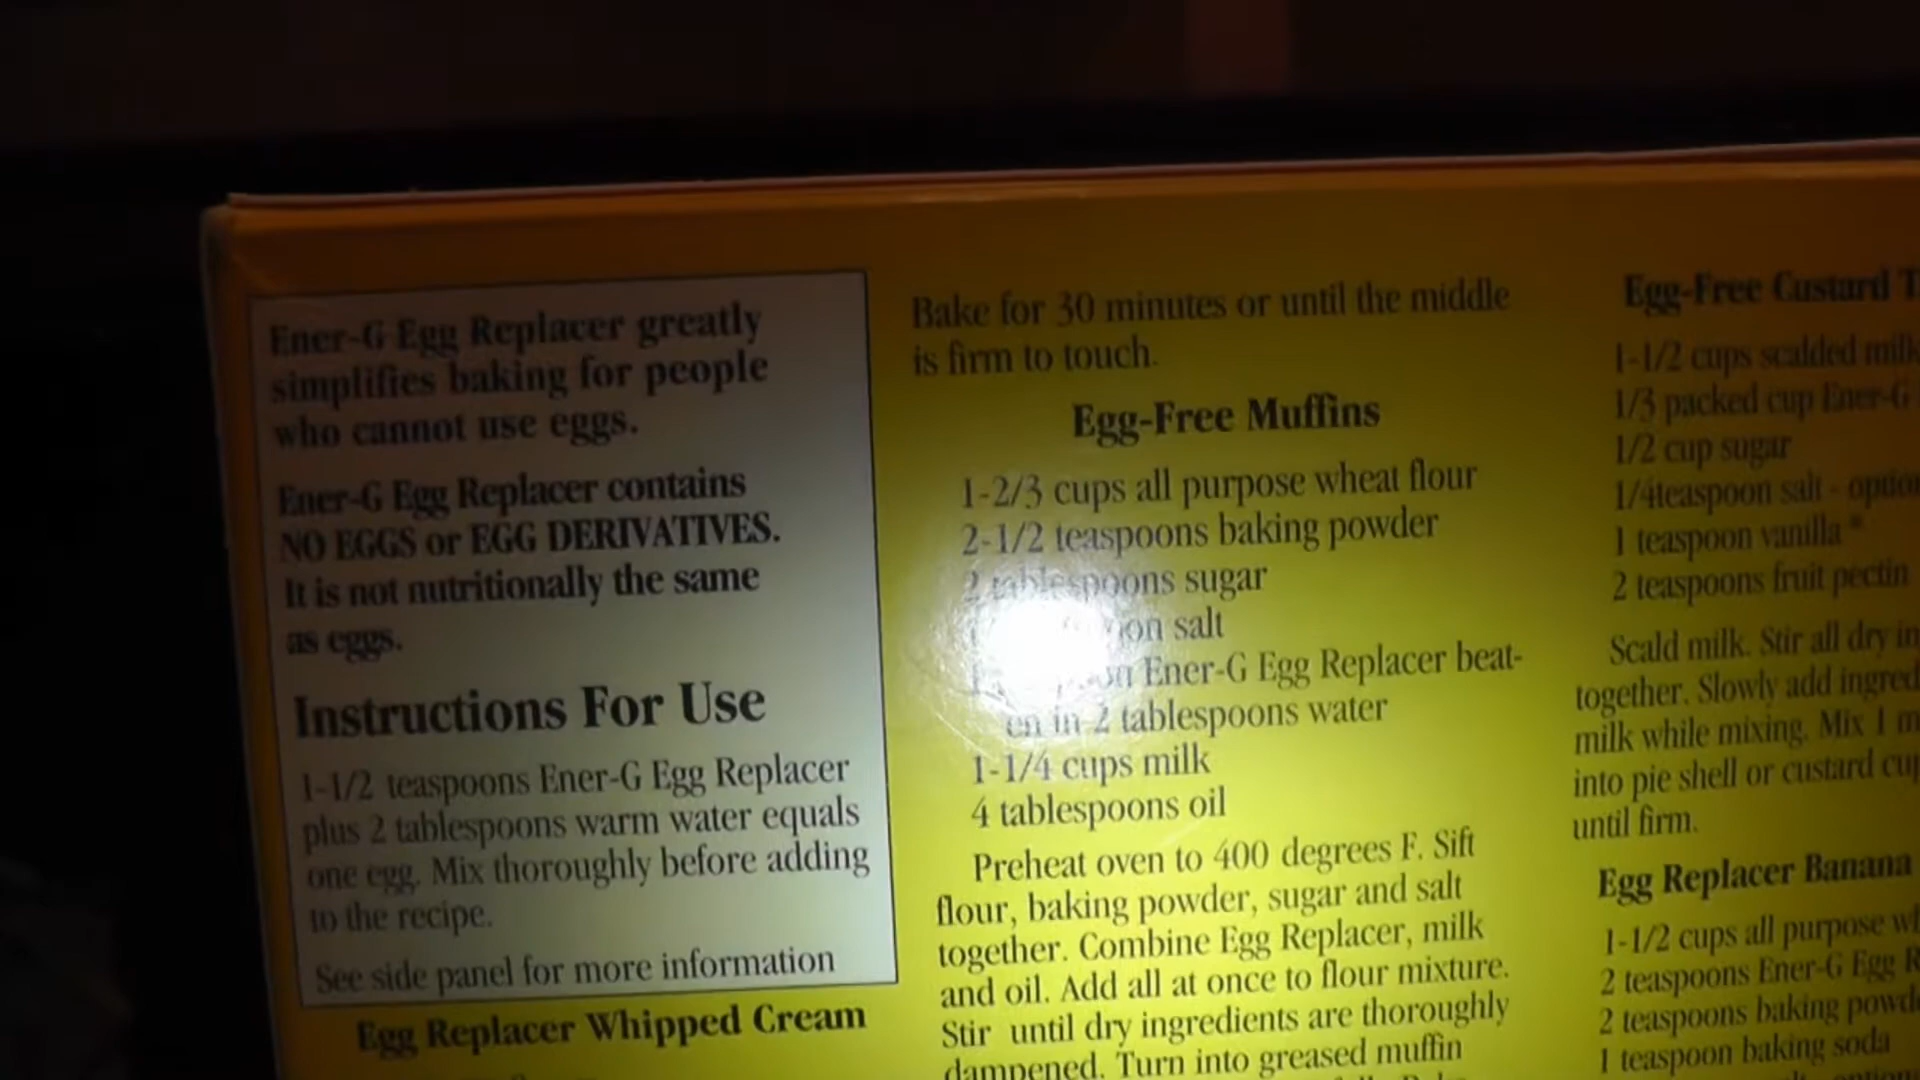 Ener-G Egg Replacer greatly
simplifies baking for people
who cannot use eggs.
Ener-G Egg Replacer contains
NO EGGS or EGG DERIVATIVES.
It is not nutritionally the same
as eggs.
Instructions For Use
1-1/2 teaspoons Ener-G Egg Replacer
plus 2 tablespoons warm water equals
one egg. Mix thoroughly before adding
to the recipe.
See side panel for more information
Egg Replacer Whipped Cream
Bake for 30 minutes or until the middle
is firm to touch.
Egg-Free Muffins
1-2/3 cups all purpose wheat flour
2-1/2 teaspoons baking powder
2 tablespoons sugar
salt
Ener-G Egg Replacer beat-
en in 2 tablespoons water
1-1/4 cups milk
4 tablespoons oil
Preheat oven to 400 degrees F. Sift
flour, baking powder, sugar and salt
together. Combine Egg Replacer, milk
and oil. Add all at once to flour mixture.
Stir until dry ingredients are thoroughly
dampened. Turn into greased muffin
Egg-Free Custard
1-1/2 cups scalded milk
1/3 packed cup Ener-G
1/2 cup sugar
1/4teaspoon salt -
1 teaspoon vanilla *
2 teaspoons fruit pectin
Scald milk. Stir all dry
together. Slowly add
milk while mixing. Mix 1
into pie shell or custard
until firm.
Egg Replacer Banana
1-1/2 cups all purpose
2 teaspoons Ener-G Egg
2 teaspoons baking
1 teaspoon baking soda